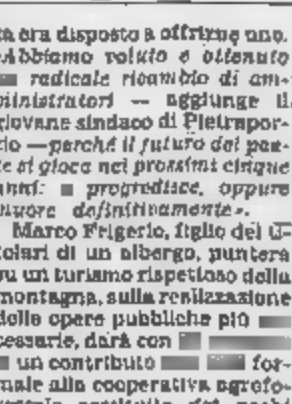 ta era disposto a offrirne uno.
Abbiamo voluto e ottenuto
radicale ricambio di am-
ministratori — aggiunge il
giovane sindaco di Pietrapor-
zio — perché il futuro del pae-
se si gioca nei prossimi cinque
anni: progredisce, oppure
muore definitivamente ».
Marco Frigerio, figlio dei ti-
tolari di un albergo, punterà
su un turismo rispettoso della
montagna, sulla realizzazione
delle opere pubbliche più
cessarie, darà con
un contributo for-
male alla cooperativa agrofo-